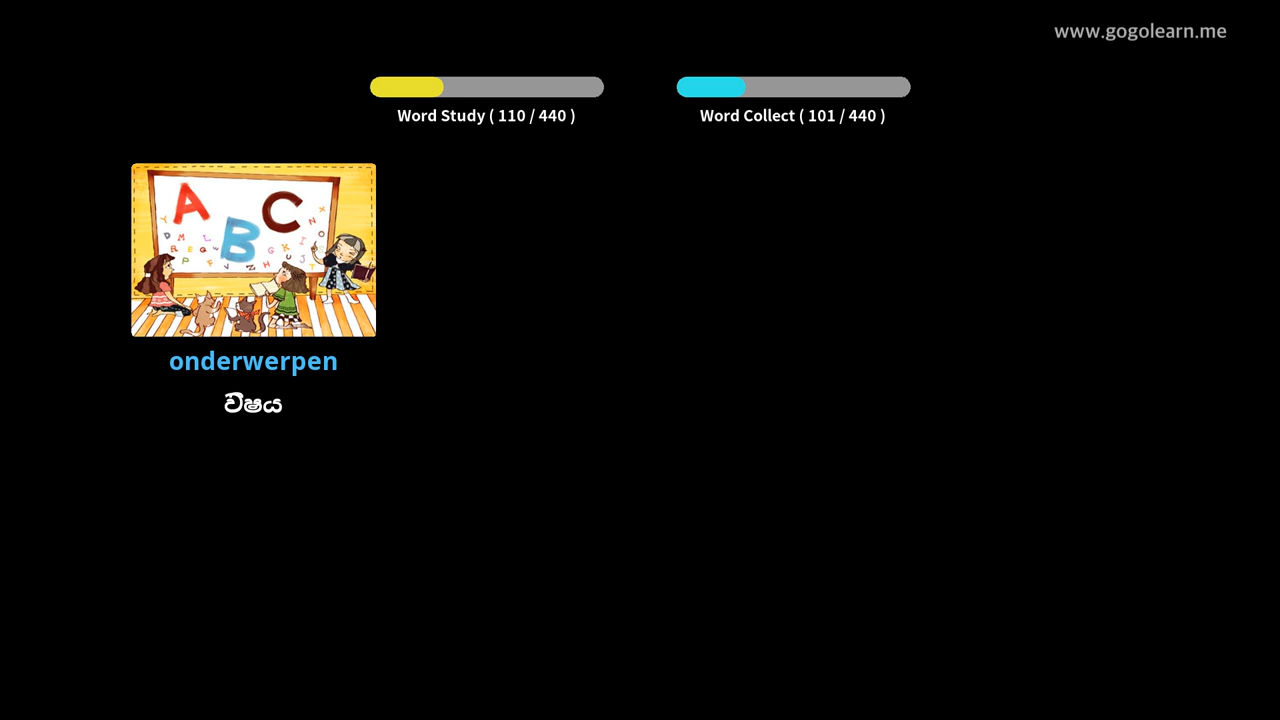 www.gogolearn.me
Word Study ( 110 / 440 )
Word Collect ( 101 / 440 )
A B C
onderwerpen
විෂය